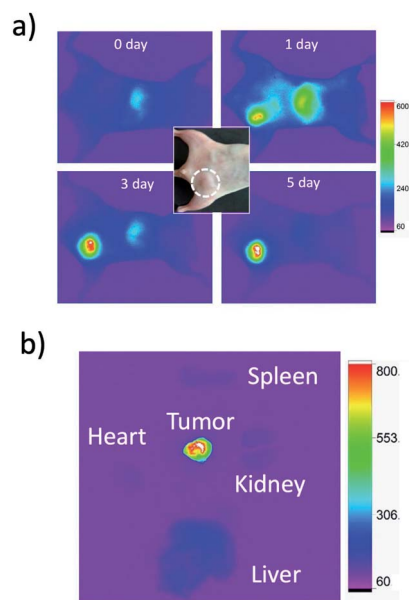 a)
0 day
1 day
3 day
5 day
600
420
240
60
b)
Spleen
Tumor
Heart
Kidney
Liver
800.
553.
306.
60